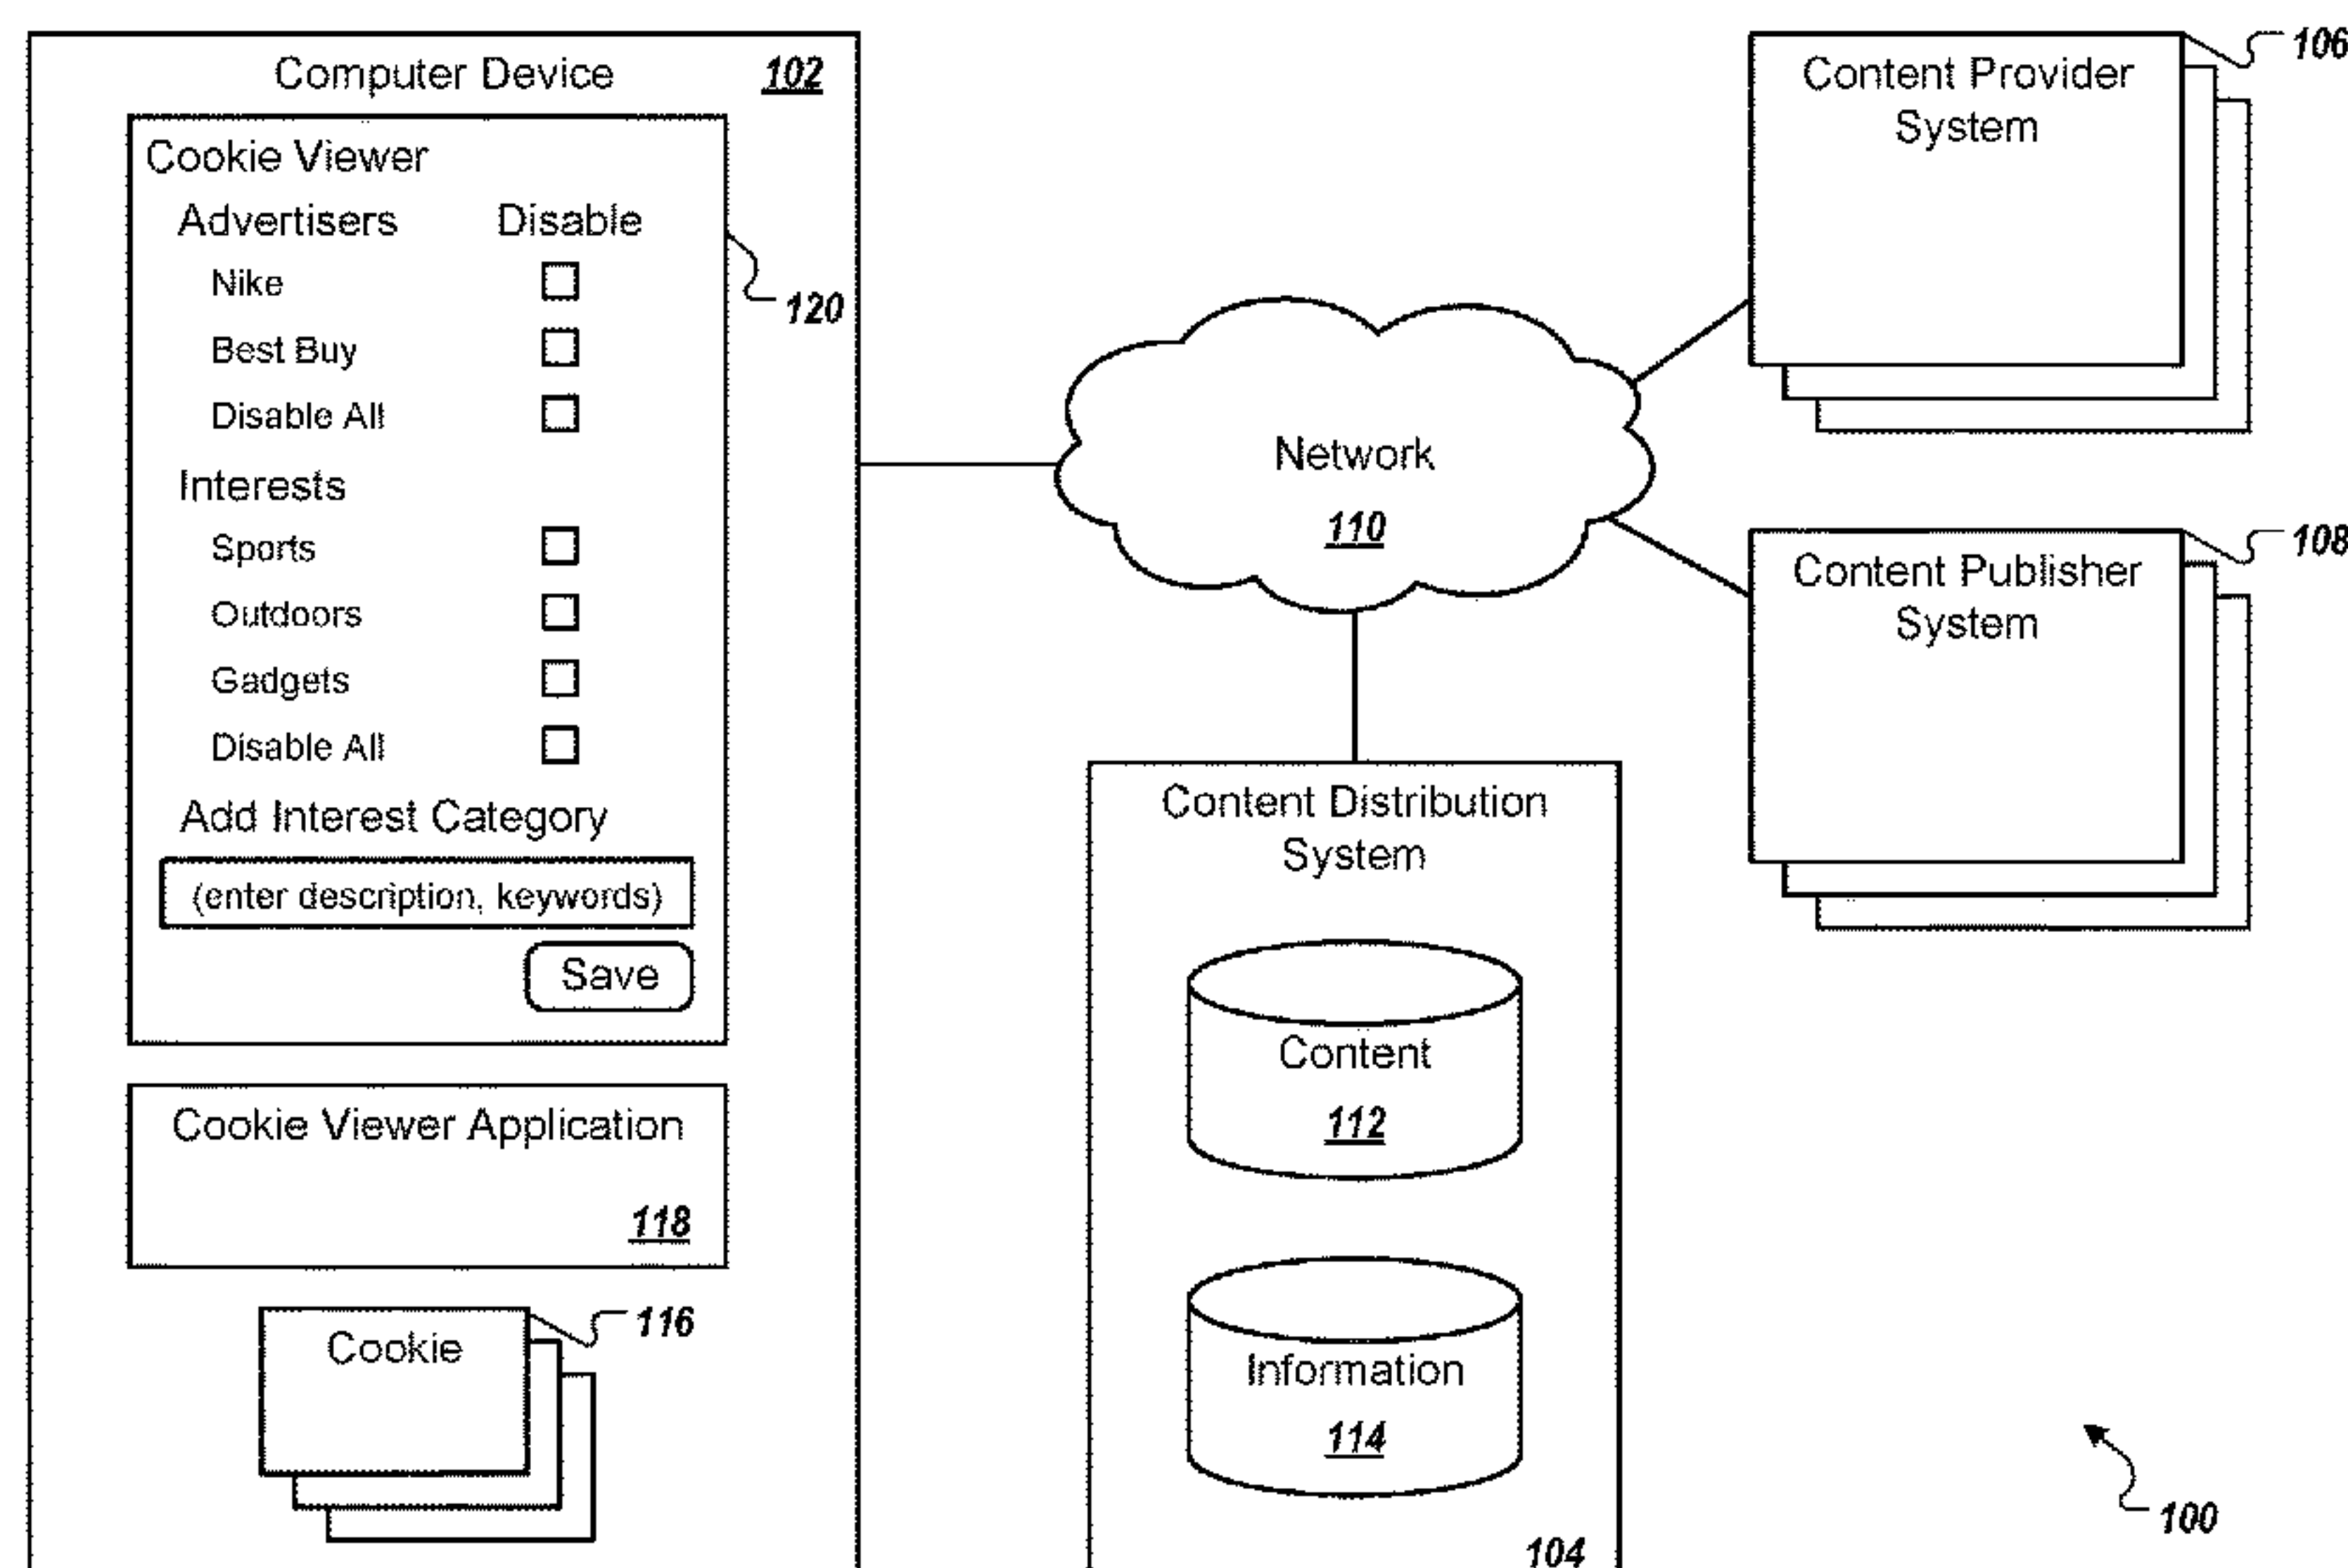 Computer Device 102
Cookie Viewer
Advertisers Disable
Nike
Best Buy
Disable All
Interests
Sports
Outdoors
Gadgets
Disable All
Add Interest Category
(enter description, keywords)
Save
120
Cookie Viewer Application
118
Cookie
116
Network
110
Content Provider
System
106
Content Publisher
System
108
Content Distribution
System
Content
112
Information
114
104
100